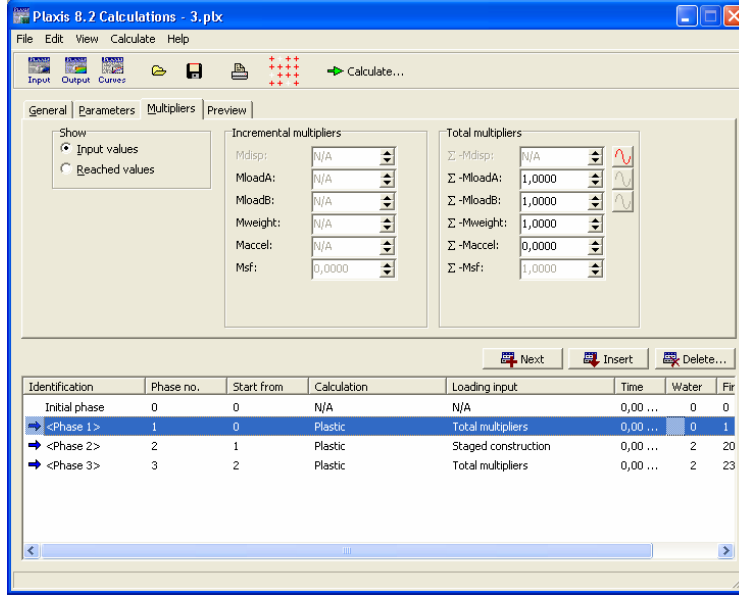 Plaxis 8.2 Calculations - 3.plx
File Edit View Calculate Help
Input Output Curves Calculate...
General Parameters Multipliers Preview
Show
Input values
Reached values
Incremental multipliers
Mdisp: N/A
MloadA: N/A
MloadB: N/A
Mweight: N/A
Maccel: N/A
Msf: 0,0000
Total multipliers
Σ -Mdisp: N/A
Σ -MloadA: 1,0000
Σ -MloadB: 1,0000
Σ -Mweight: 1,0000
Σ -Maccel: 0,0000
Σ -Msf: 1,0000
Next Insert Delete...
Identification Phase no. Start from Calculation Loading input Time Water Fir
Initial phase 0 0 N/A N/A 0,00 ... 0 0
<Phase 1> 1 0 Plastic Total multipliers 0,00 ... 0 1
<Phase 2> 2 1 Plastic Staged construction 0,00 ... 2 20
<Phase 3> 3 2 Plastic Total multipliers 0,00 ... 2 23